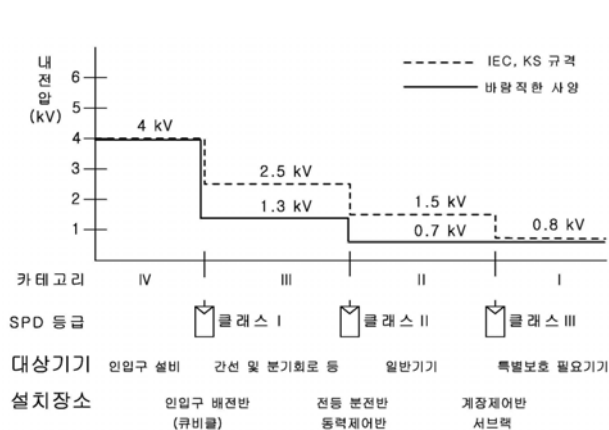 내전압
(kV)
6
5
4
3
2
1
IEC, KS 규격
바람직한 사양
4 kV
2.5 kV
1.3 kV
1.5 kV
0.7 kV
0.8 kV
카테고리 Ⅳ Ⅲ Ⅱ Ⅰ
SPD 등급 클래스 Ⅰ 클래스 Ⅱ 클래스 Ⅲ
대상기기 인입구 설비 간선 및 분기회로 등 일반기기 특별보호 필요기기
설치장소 인입구 배전반 전등 분전반 계장제어반
(큐비클) 동력제어반 서브랙